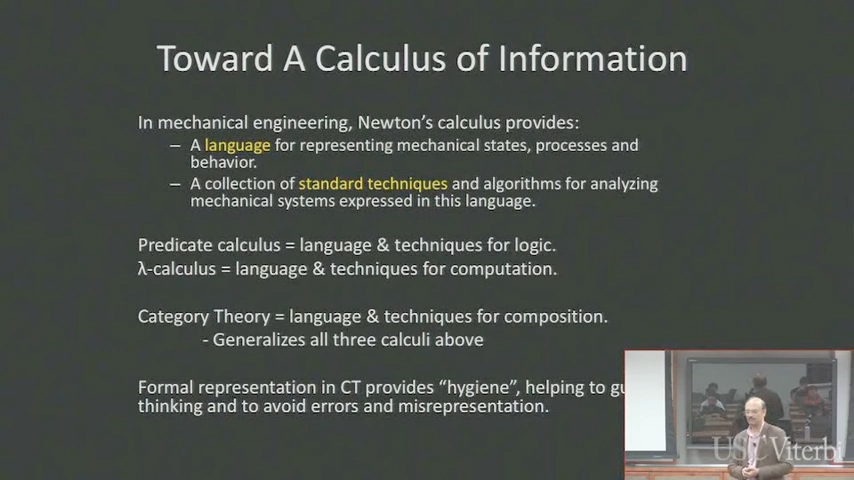 Toward A Calculus of Information
In mechanical engineering, Newton's calculus provides:
– A language for representing mechanical states, processes and
behavior.
– A collection of standard techniques and algorithms for analyzing
mechanical systems expressed in this language.
Predicate calculus = language & techniques for logic.
λ-calculus = language & techniques for computation.
Category Theory = language & techniques for composition.
- Generalizes all three calculi above
Formal representation in CT provides “hygiene”, helping to
thinking and to avoid errors and misrepresentation.
USC Viterbi